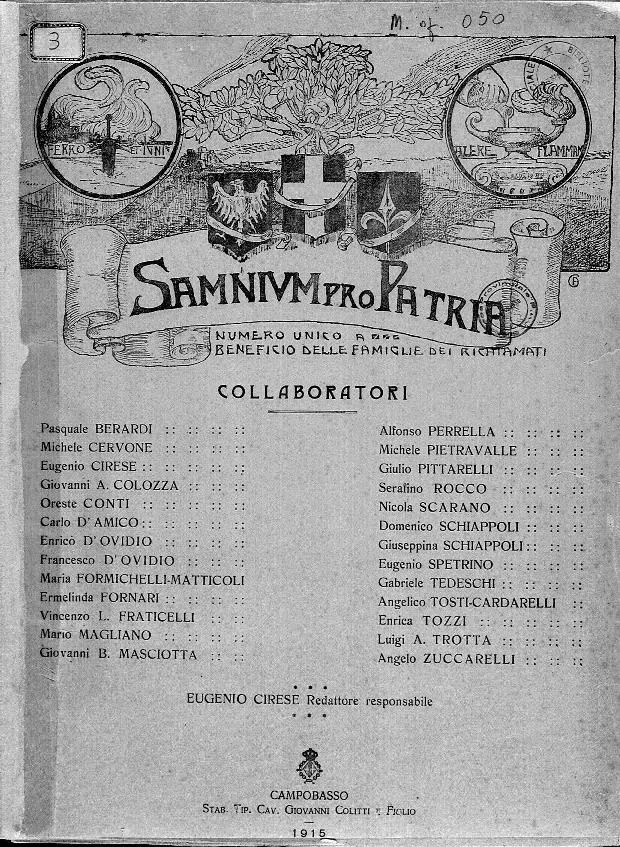 3
M. of. 050
FERRO ET IGNI
ALERE FLAMMAM
SAMNIVM PRO PATRIA
NUMERO UNICO A
BENEFICIO DELLE FAMIGLIE DEI RICHIAMATI
COLLABORATORI
Pasquale BERARDI :: :: :: ::
Michele CERVONE :: :: :: ::
Eugenio CIRESE :: :: :: ::
Giovanni A. COLOZZA :: :: ::
Oreste CONTI :: :: :: ::
Carlo D'AMICO :: :: :: ::
Enrico D'OVIDIO :: :: :: ::
Francesco D'OVIDIO :: :: ::
Maria FORMICHELLI-MATTICOLI
Ermelinda FORNARI :: :: :: ::
Vincenzo L. FRATICELLI :: ::
Mario MAGLIANO :: :: :: ::
Giovanni B. MASCIOTTA :: ::
Alfonso PERRELLA :: :: :: ::
Michele PIETRAVALLE :: :: ::
Giulio PITTARELLI :: :: :: ::
Serafino ROCCO :: :: :: ::
Nicola SCARANO :: :: :: ::
Domenico SCHIAPPOLI :: :: ::
Giuseppina SCHIAPPOLI :: :: ::
Eugenio SPETRINO :: :: :: ::
Gabriele TEDESCHI :: :: :: ::
Angelico TOSTI-CARDARELLI ::
Enrica TOZZI :: :: :: :: ::
Luigi A. TROTTA :: :: :: ::
Angelo ZUCCARELLI :: :: :: ::
EUGENIO CIRESE Redattore responsabile
CAMPOBASSO
STAB. TIP. CAV. GIOVANNI COLITTI E FIGLIO
1915